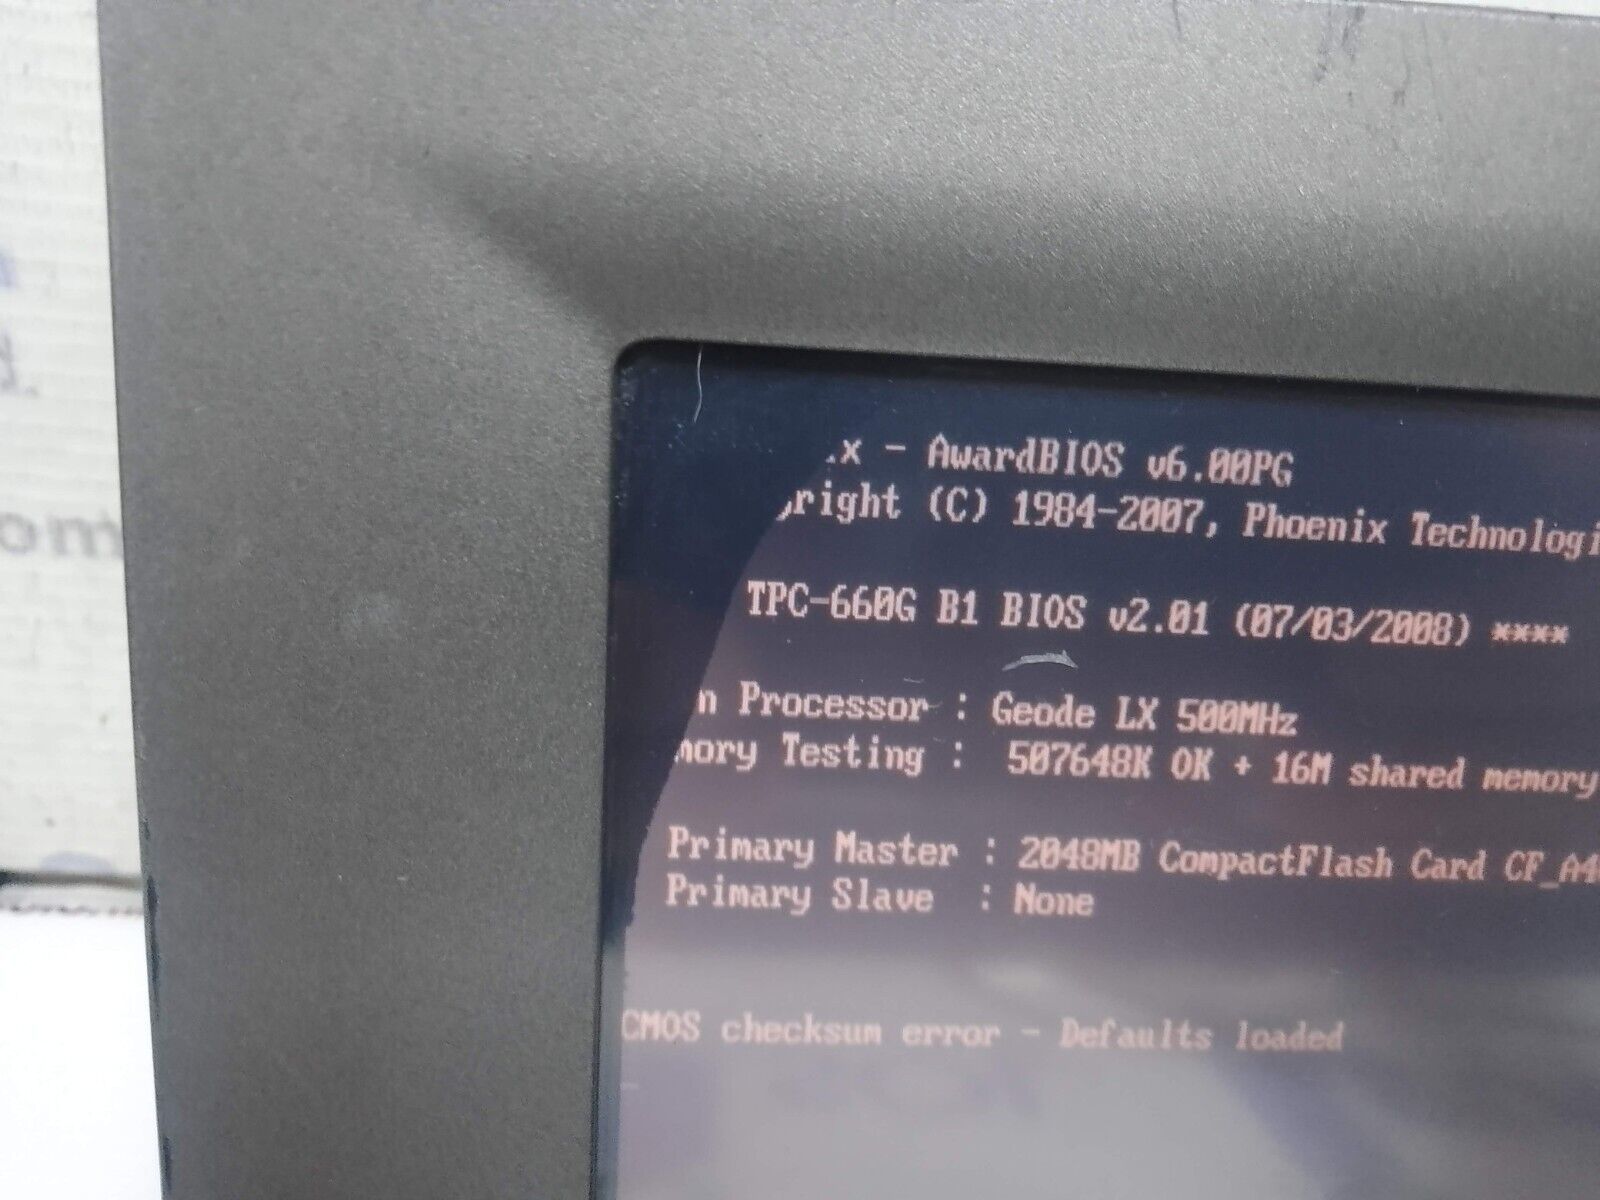 x - AwardBIOS v6.00PG
right (C) 1984-2007, Phoenix Technologi
TPC-660G B1 BIOS v2.01 (07/03/2008) ****
n Processor : Geode LX 500MHz
mory Testing : 507648K OK + 16M shared memory
Primary Master : 2048MB CompactFlash Card CF_A4
Primary Slave : None
CMOS checksum error - Defaults loaded